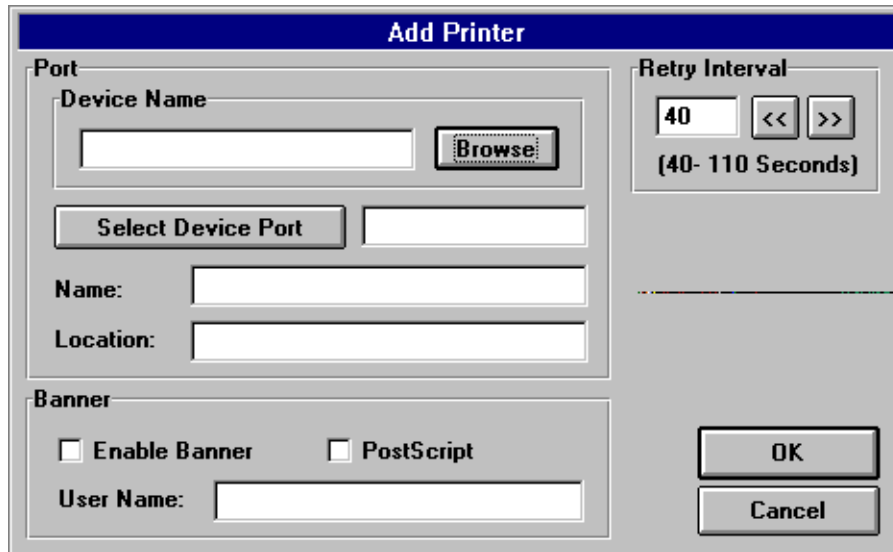 Add Printer
Port
Device Name
Browse
Select Device Port
Name:
Location:
Retry Interval
40 << >>
(40- 110 Seconds)
Banner
Enable Banner PostScript
User Name:
OK
Cancel